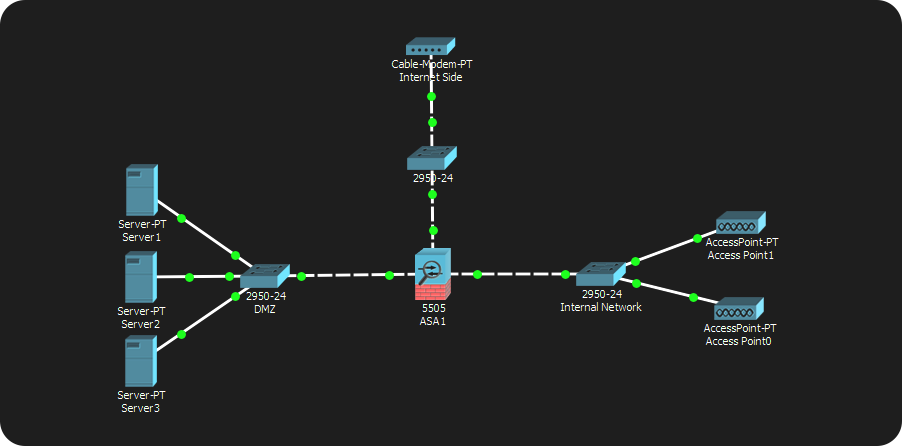 Cable-Modem-PT
Internet Side
2950-24
Server-PT
Server1
Server-PT
Server2
Server-PT
Server3
2950-24
DMZ
5505
ASA1
2950-24
Internal Network
AccessPoint-PT
Access Point1
AccessPoint-PT
Access Point0